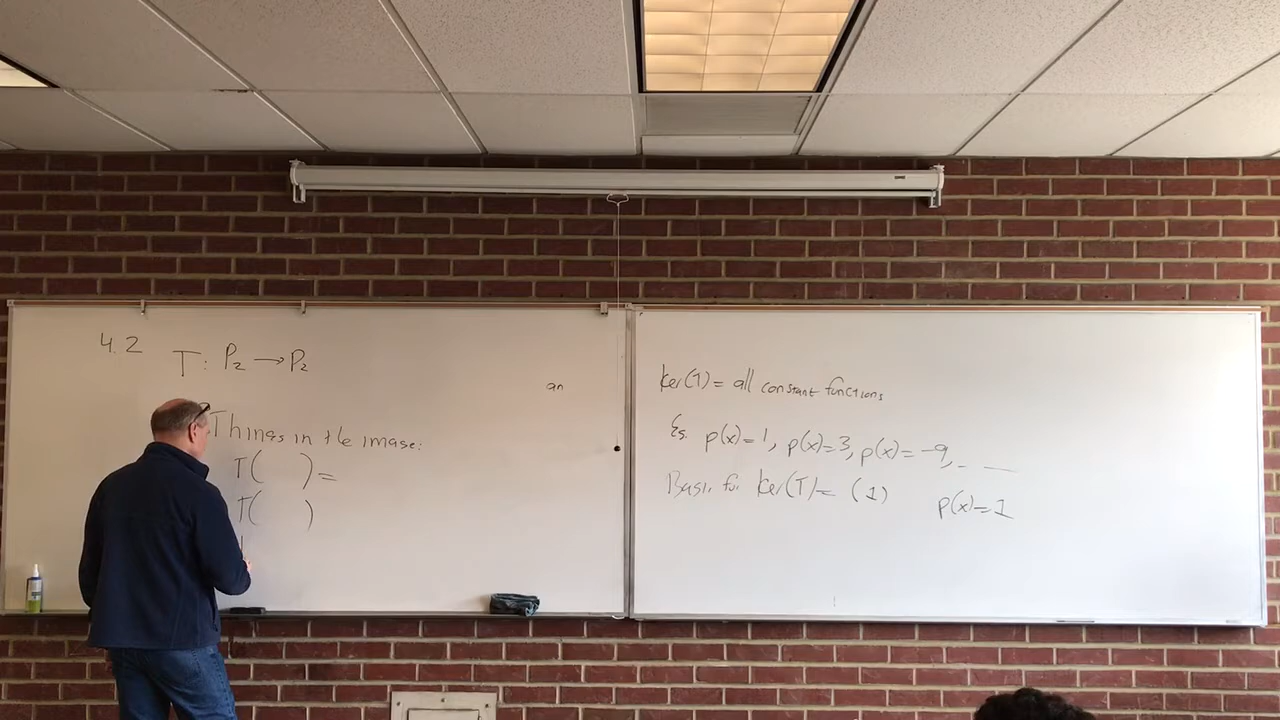 4.2
T: P₂ → P₂
an
Things in the image:
T( ) =
T( )
ker(T) = all constant functions
Eg. p(x)=1, p(x)=3, p(x)=-9, - —
Basis for ker(T) = (1)
p(x)=1